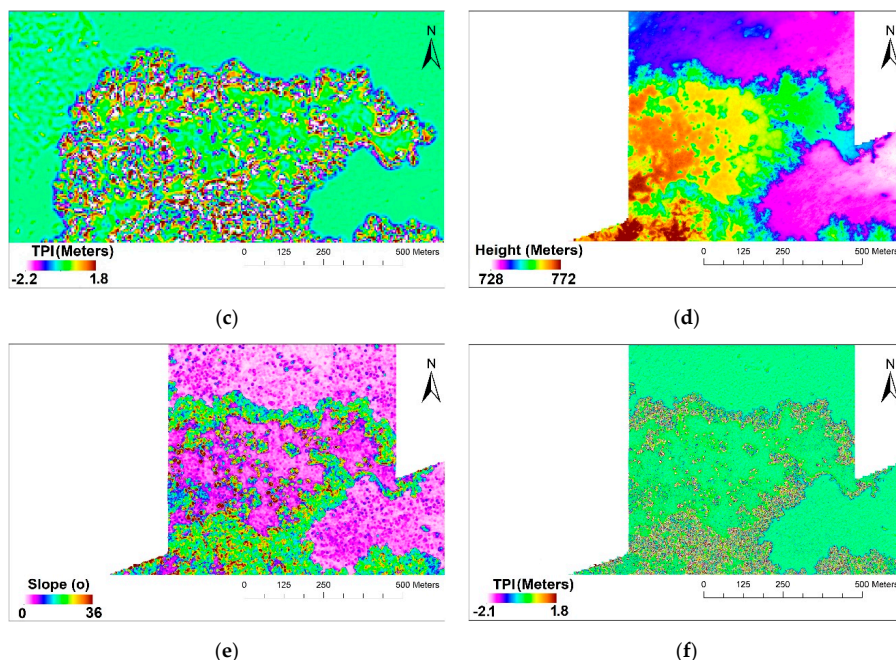 N
TPI (Meters)
-2.2 1.8
0 125 250 500 Meters
(c)
N
Height (Meters)
728 772
0 125 250 500 Meters
(d)
N
Slope (o)
0 36
0 125 250 500 Meters
(e)
N
TPI (Meters)
-2.1 1.8
0 125 250 500 Meters
(f)